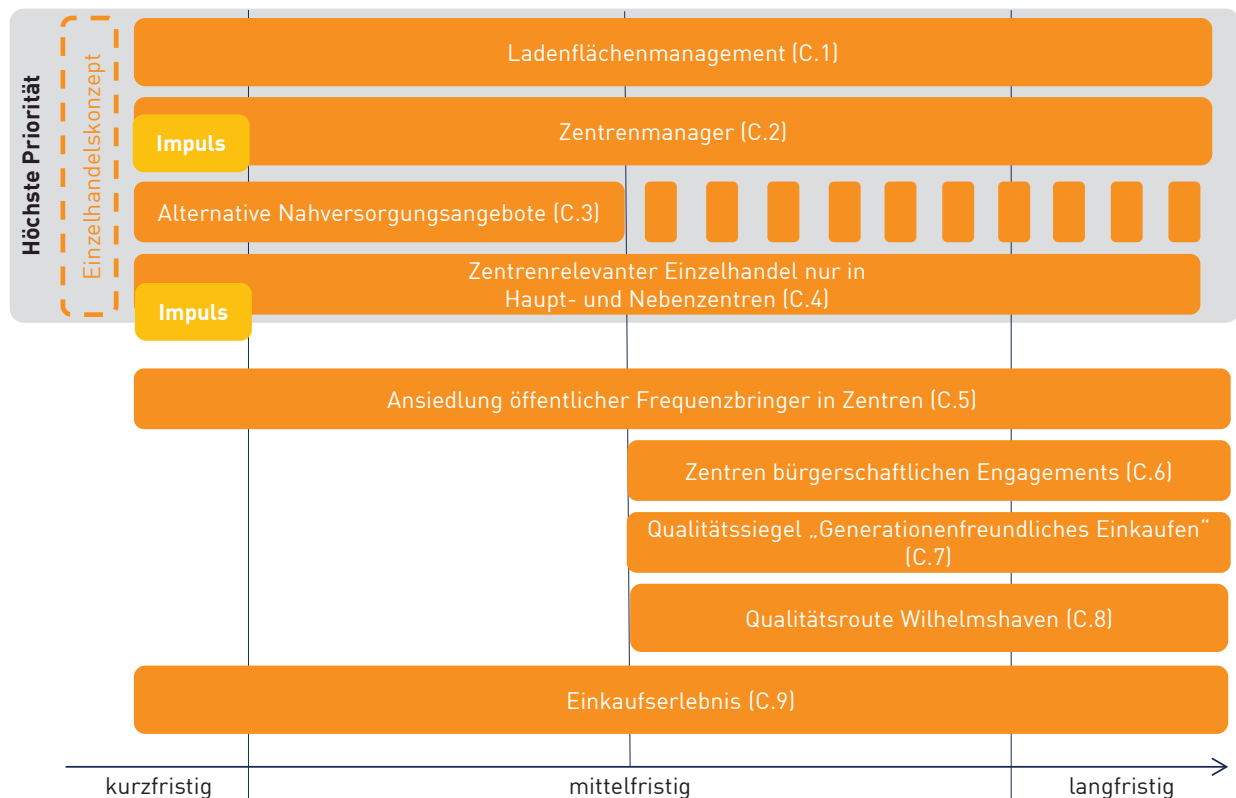 Höchste Priorität
Einzelhandelskonzept
Ladenflächenmanagement (C.1)
Zentrenmanager (C.2)
Impuls
Alternative Nahversorgungsangebote (C.3)
Zentrenrelevanter Einzelhandel nur in
Haupt- und Nebenzentren (C.4)
Impuls
Ansiedlung öffentlicher Frequenzbringer in Zentren (C.5)
Zentren bürgerschaftlichen Engagements (C.6)
Qualitätssiegel „Generationenfreundliches Einkaufen“
(C.7)
Qualitätsroute Wilhelmshaven (C.8)
Einkaufserlebnis (C.9)
kurzfristig
mittelfristig
langfristig